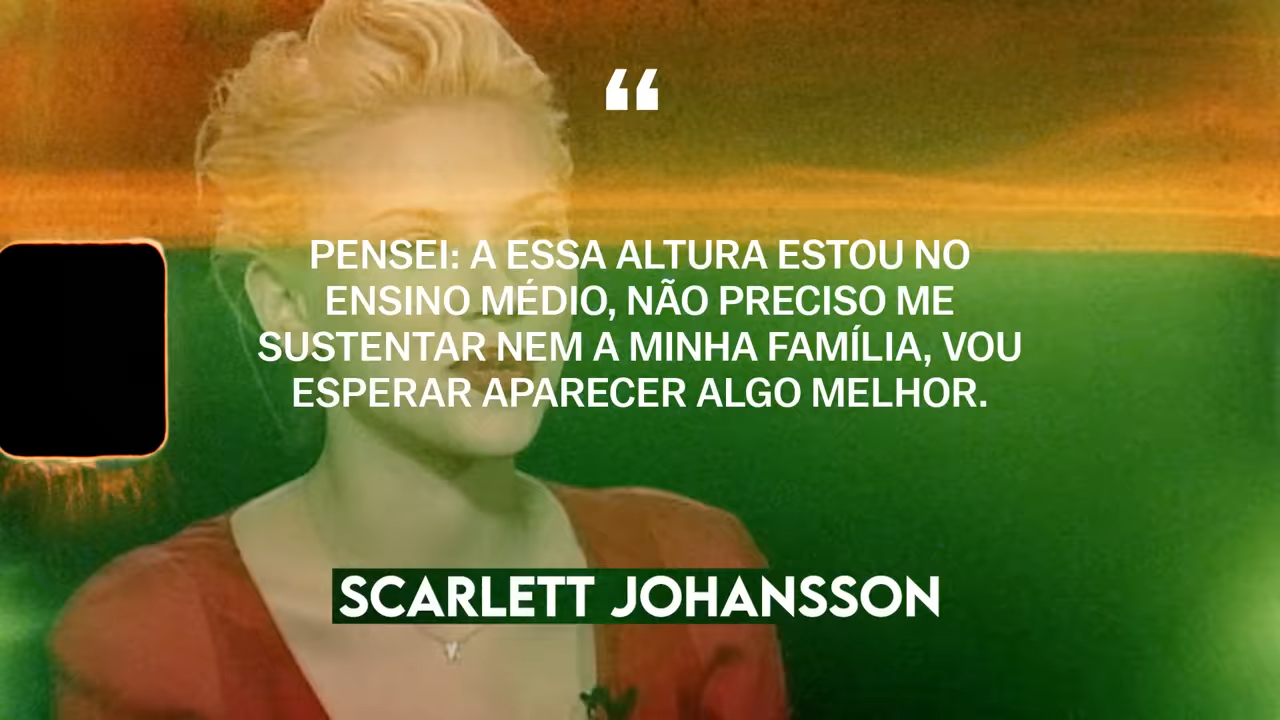 “
PENSEI: A ESSA ALTURA ESTOU NO
ENSINO MÉDIO, NÃO PRECISO ME
SUSTENTAR NEM A MINHA FAMÍLIA, VOU
ESPERAR APARECER ALGO MELHOR.
SCARLETT JOHANSSON